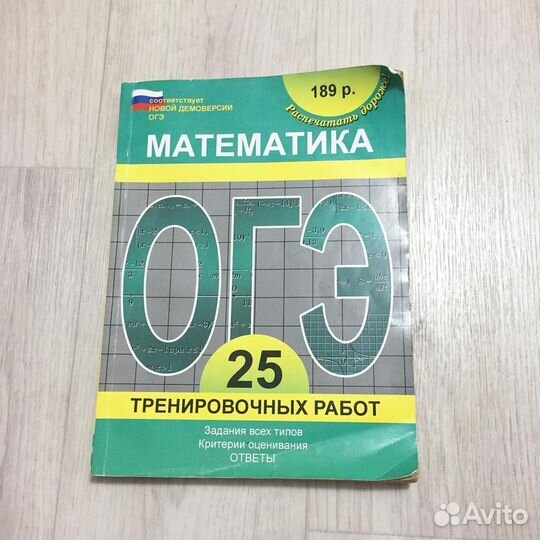 соответствует
НОВОЙ ДЕМОВЕРСИИ
ОГЭ
189 р.
Распечатать дороже!
МАТЕМАТИКА
ОГЭ
25
ТРЕНИРОВОЧНЫХ РАБОТ
Задания всех типов
Критерии оценивания
ОТВЕТЫ
Avito